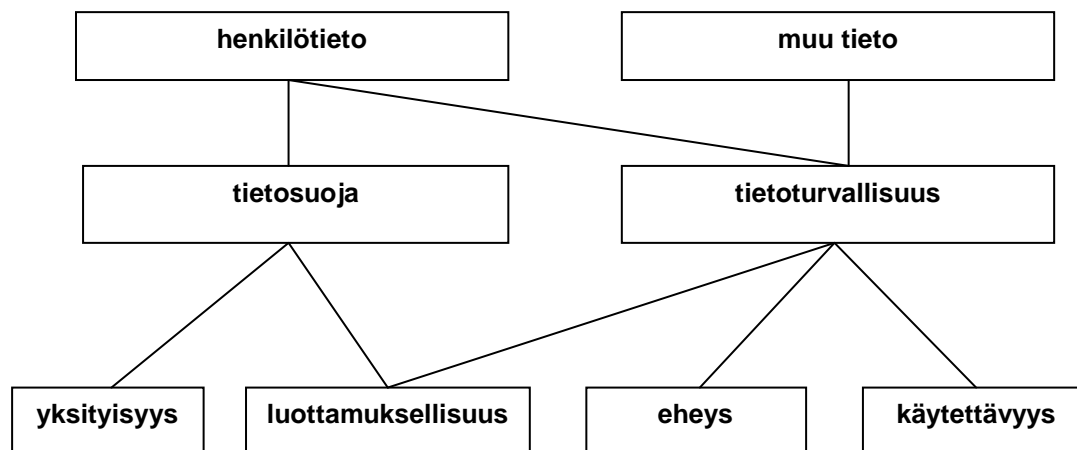 henkilötieto
muu tieto
tietosuoja
tietoturvallisuus
yksityisyys
luottamuksellisuus
eheys
käytettävyys